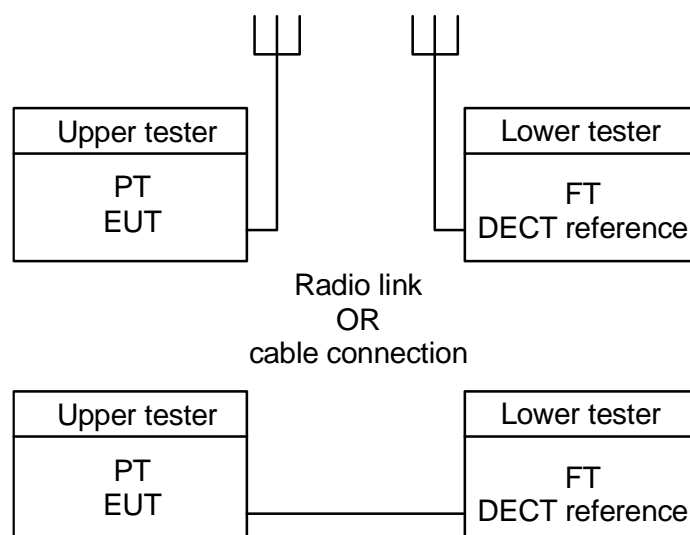 Upper tester
PT
EUT
Lower tester
FT
DECT reference
Radio link
OR
cable connection
Upper tester
PT
EUT
Lower tester
FT
DECT reference